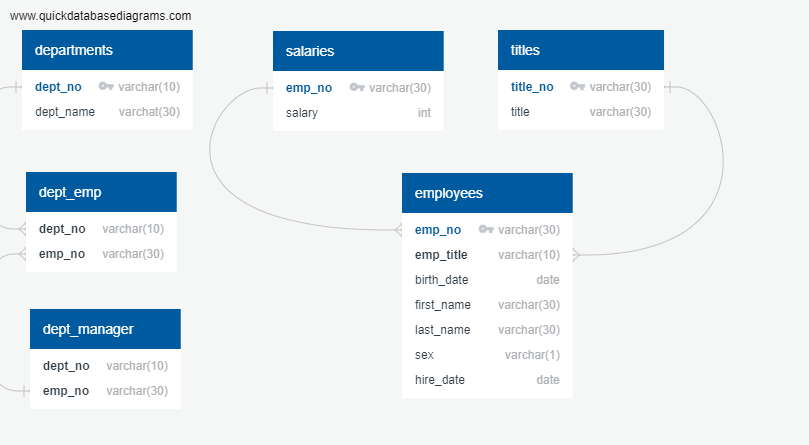 www.quickdatabasediagrams.com
departments
dept_no varchar(10)
dept_name varchat(30)
salaries
emp_no varchar(30)
salary int
titles
title_no varchar(30)
title varchar(30)
dept_emp
dept_no varchar(10)
emp_no varchar(30)
employees
emp_no varchar(30)
emp_title varchar(10)
birth_date date
first_name varchar(30)
last_name varchar(30)
sex varchar(1)
hire_date date
dept_manager
dept_no varchar(10)
emp_no varchar(30)